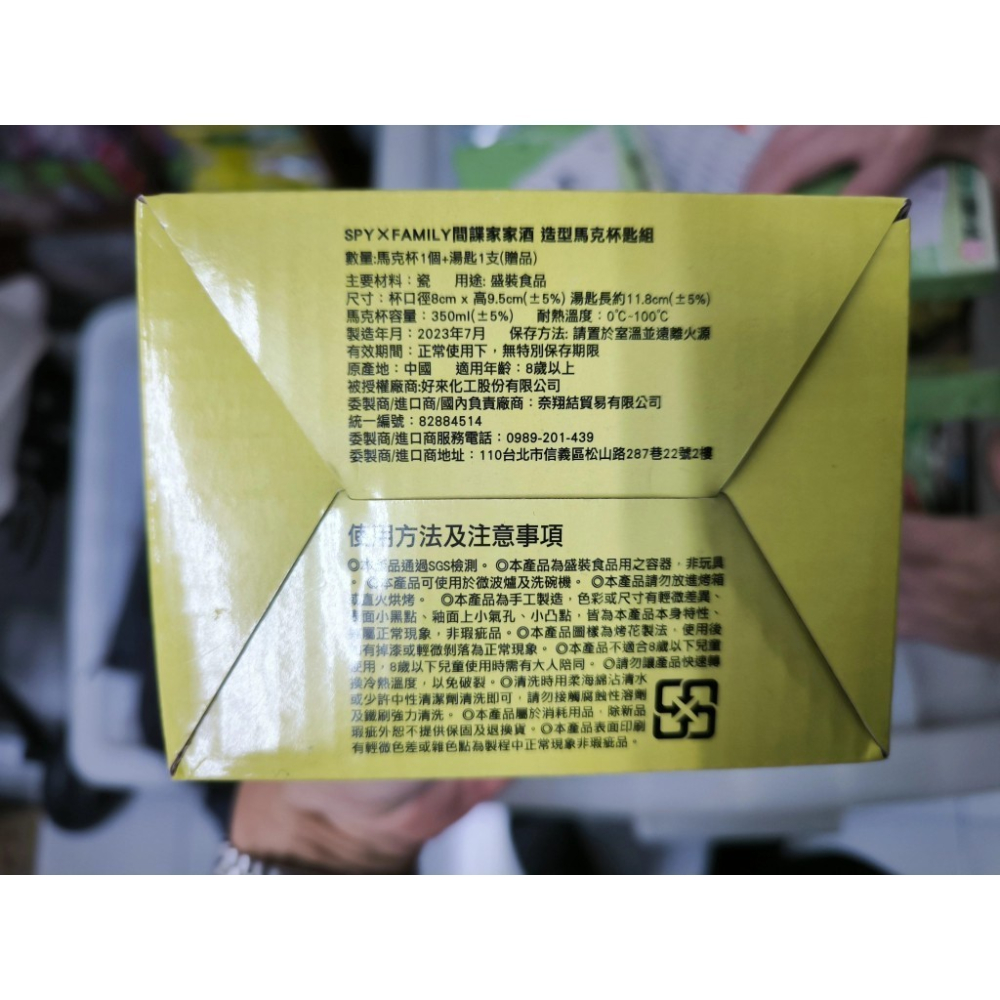 SPY×FAMILY間諜家家酒 造型馬克杯匙組
數量:馬克杯1個+湯匙1支(贈品)
主要材料：瓷 用途: 盛裝食品
尺寸：杯口徑8cm x 高9.5cm(±5%) 湯匙長約11.8cm(±5%)
馬克杯容量：350ml(±5%) 耐熱溫度：0℃-100℃
製造年月：2023年7月 保存方法: 請置於室溫並遠離火源
有效期間：正常使用下，無特別保存期限
原產地：中國 適用年齡：8歲以上
被授權廠商:好來化工股份有限公司
委製商/進口商/國內負責廠商：奈翔結貿易有限公司
統一編號：82884514
委製商/進口商服務電話：0989-201-439
委製商/進口商地址：110台北市信義區松山路287巷22號2樓
使用方法及注意事項
◎本產品通過SGS檢測。◎本產品為盛裝食品用之容器，非玩具
。◎本產品可使用於微波爐及洗碗機。◎本產品請勿放進烤箱
直火烘烤。 ◎本產品為手工製造，色彩或尺寸有輕微差異、
面小黑點、釉面上小氣孔、小凸點，皆為本產品本身特性、
屬正常現象，非瑕疵品。◎本產品圖樣為烤花製法，使用後
有掉漆或輕微剝落為正常現象。◎本產品不適合8歲以下兒童
使用，8歲以下兒童使用時需有大人陪同。◎請勿讓產品快速轉
換冷熱溫度，以免破裂。◎清洗時用柔海綿沾清水
或少許中性清潔劑清洗即可，請勿接觸腐蝕性溶劑
及鐵刷強力清洗。◎本產品屬於消耗用品，除新品
瑕疵外恕不提供保固及退換貨。◎本產品表面印刷
有輕微色差或雜色點為製程中正常現象非瑕疵品。